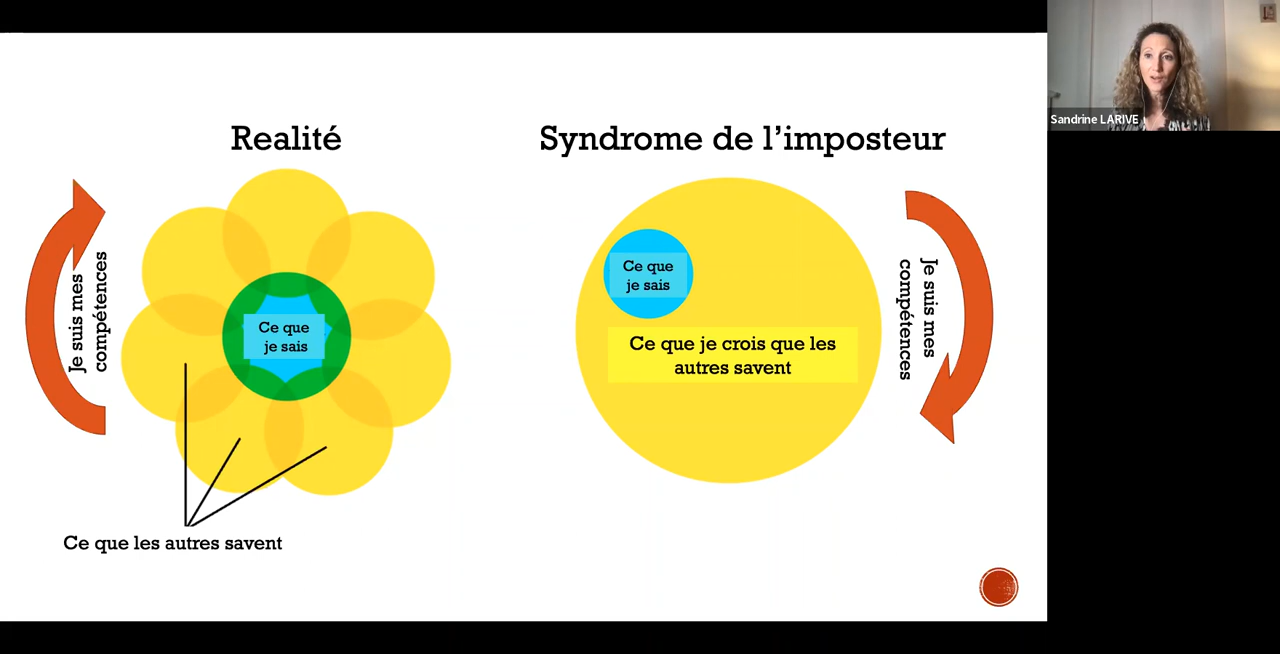 Realité
Syndrome de l’imposteur
Je suis mes
compétences
Ce que
je sais
Ce que les autres savent
Ce que
je sais
Ce que je crois que les
autres savent
Je suis mes
compétences
Sandrine LARIVE